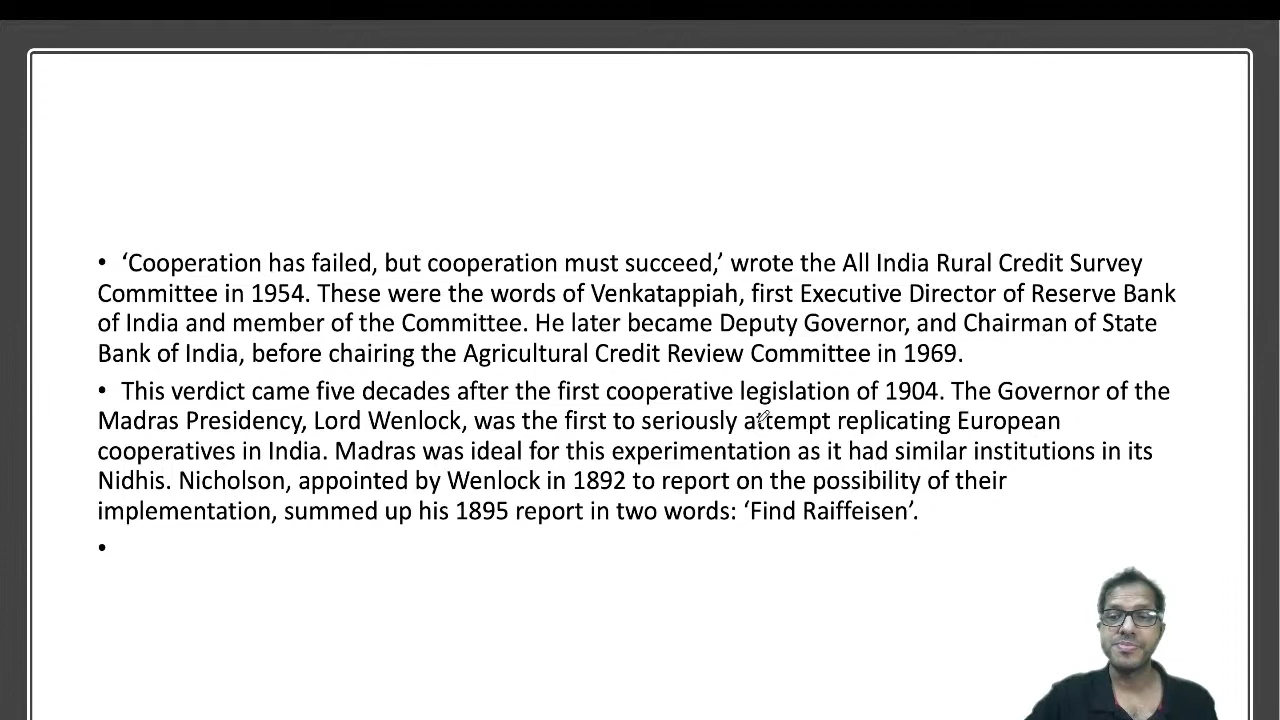 • ‘Cooperation has failed, but cooperation must succeed,’ wrote the All India Rural Credit Survey
Committee in 1954. These were the words of Venkatappiah, first Executive Director of Reserve Bank
of India and member of the Committee. He later became Deputy Governor, and Chairman of State
Bank of India, before chairing the Agricultural Credit Review Committee in 1969.
• This verdict came five decades after the first cooperative legislation of 1904. The Governor of the
Madras Presidency, Lord Wenlock, was the first to seriously attempt replicating European
cooperatives in India. Madras was ideal for this experimentation as it had similar institutions in its
Nidhis. Nicholson, appointed by Wenlock in 1892 to report on the possibility of their
implementation, summed up his 1895 report in two words: ‘Find Raiffeisen’.
•